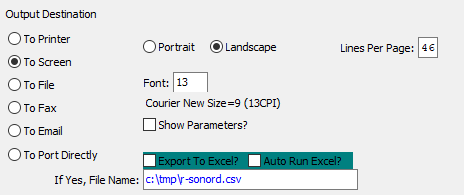 Output Destination
To Printer
Portrait Landscape Lines Per Page: 46
To Screen
To File Font: 13
Courier New Size=9 (13CPI)
To Fax
Show Parameters?
To Email
To Port Directly Export To Excel? Auto Run Excel?
If Yes, File Name: c:\tmp\r-sonord.csv